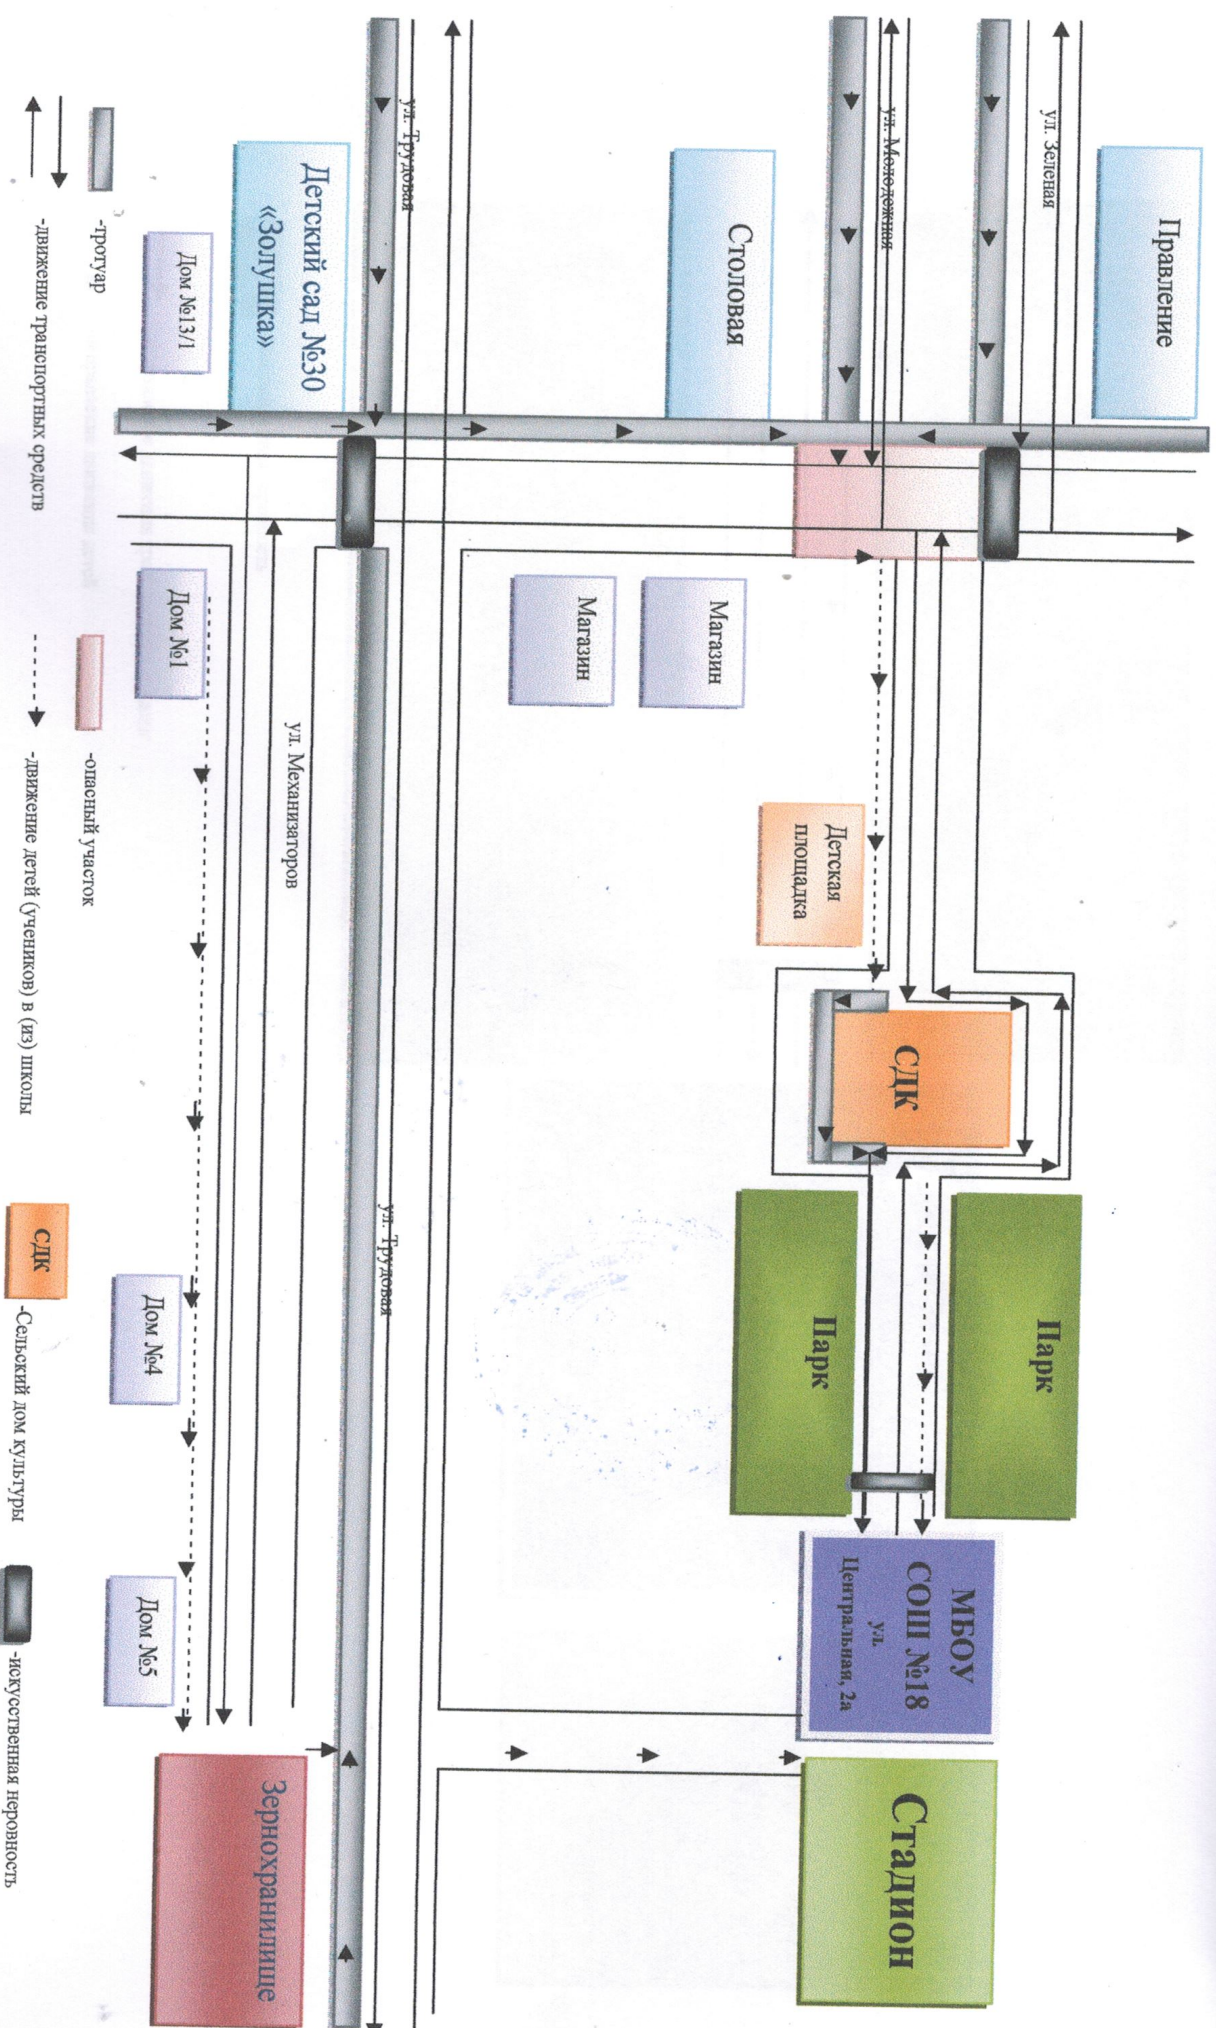 Правление
ул. Зеленая
ул. Молодежная
Столовая
ул. Трудовая
Детский сад №30
«Золушка»
Дом №13/1
Магазин
Магазин
Дом №1
ул. Механизаторов
Детская
площадка
СДК
Парк
Парк
ул. Трудовая
Дом №4
Дом №5
МБОУ
СОШ №18
ул.
Центральная, 2а
Стадион
Зернохранилище
-тротуар
-опасный участок
-движение транспортных средств
-движение детей (учеников) в (из) школы
СДК
-Сельский дом культуры
-искусственная неровность